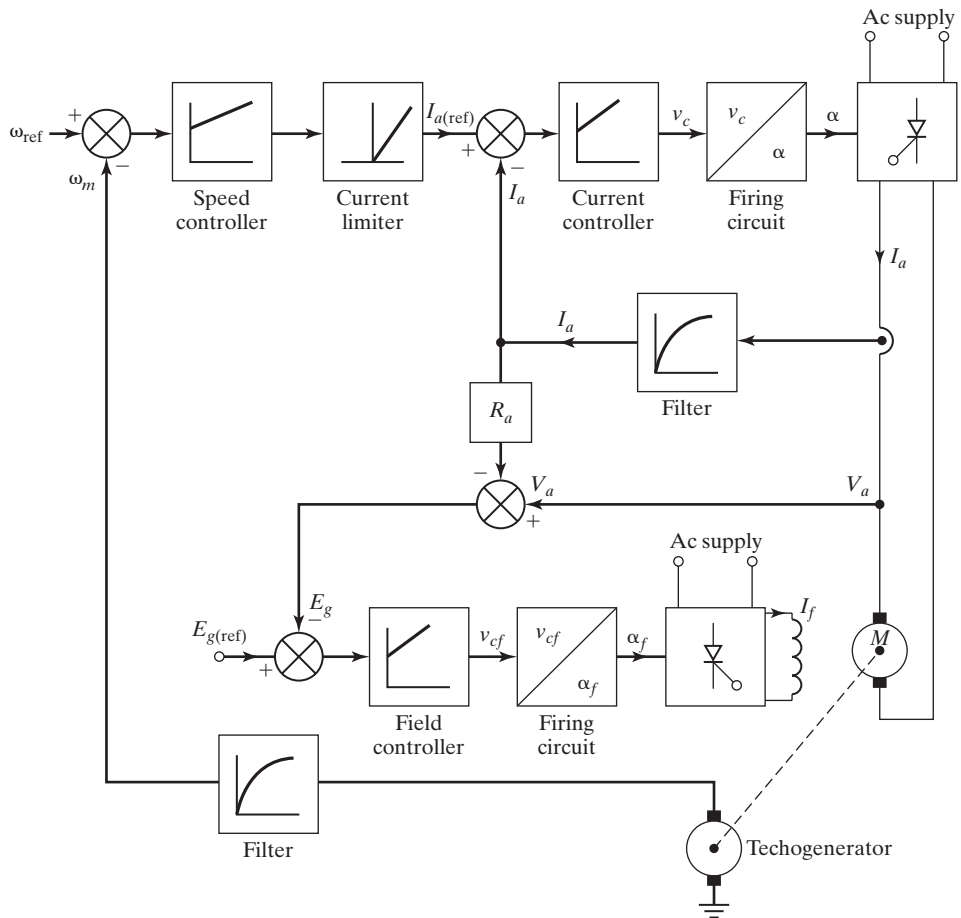 Ac supply
+
ω_ref
−
ω_m
Speed
controller
Current
limiter
I_a(ref)
+
−
I_a
Current
controller
v_c
v_c
α
Firing
circuit
α
I_a
I_a
Filter
R_a
−
V_a
+
V_a
Ac supply
E_g
−
E_g(ref)
+
Field
controller
v_cf
v_cf
α_f
Firing
circuit
α_f
I_f
M
Filter
Techogenerator